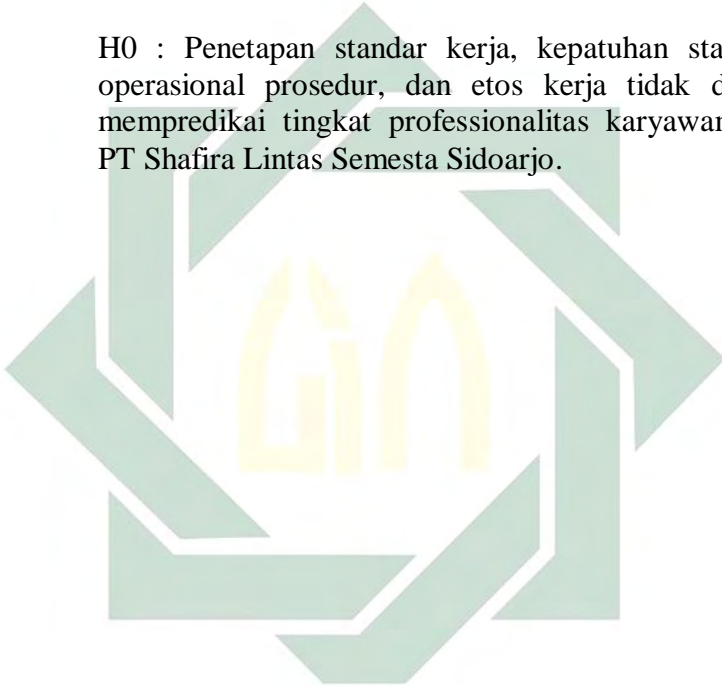 H0 : Penetapan standar kerja, kepatuhan sta
operasional prosedur, dan etos kerja tidak d
mempredikai tingkat professionalitas karyawan
PT Shafira Lintas Semesta Sidoarjo.